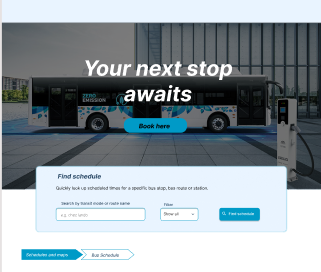 Your next stop
awaits
ZERO
EMISSION
Book here
Find schedule
Quickly look up scheduled times for a specific bus stop, bus route or station.
Search by transit mode or route name
Filter
Show all
Find schedule
Schedules and maps
Bus Schedule